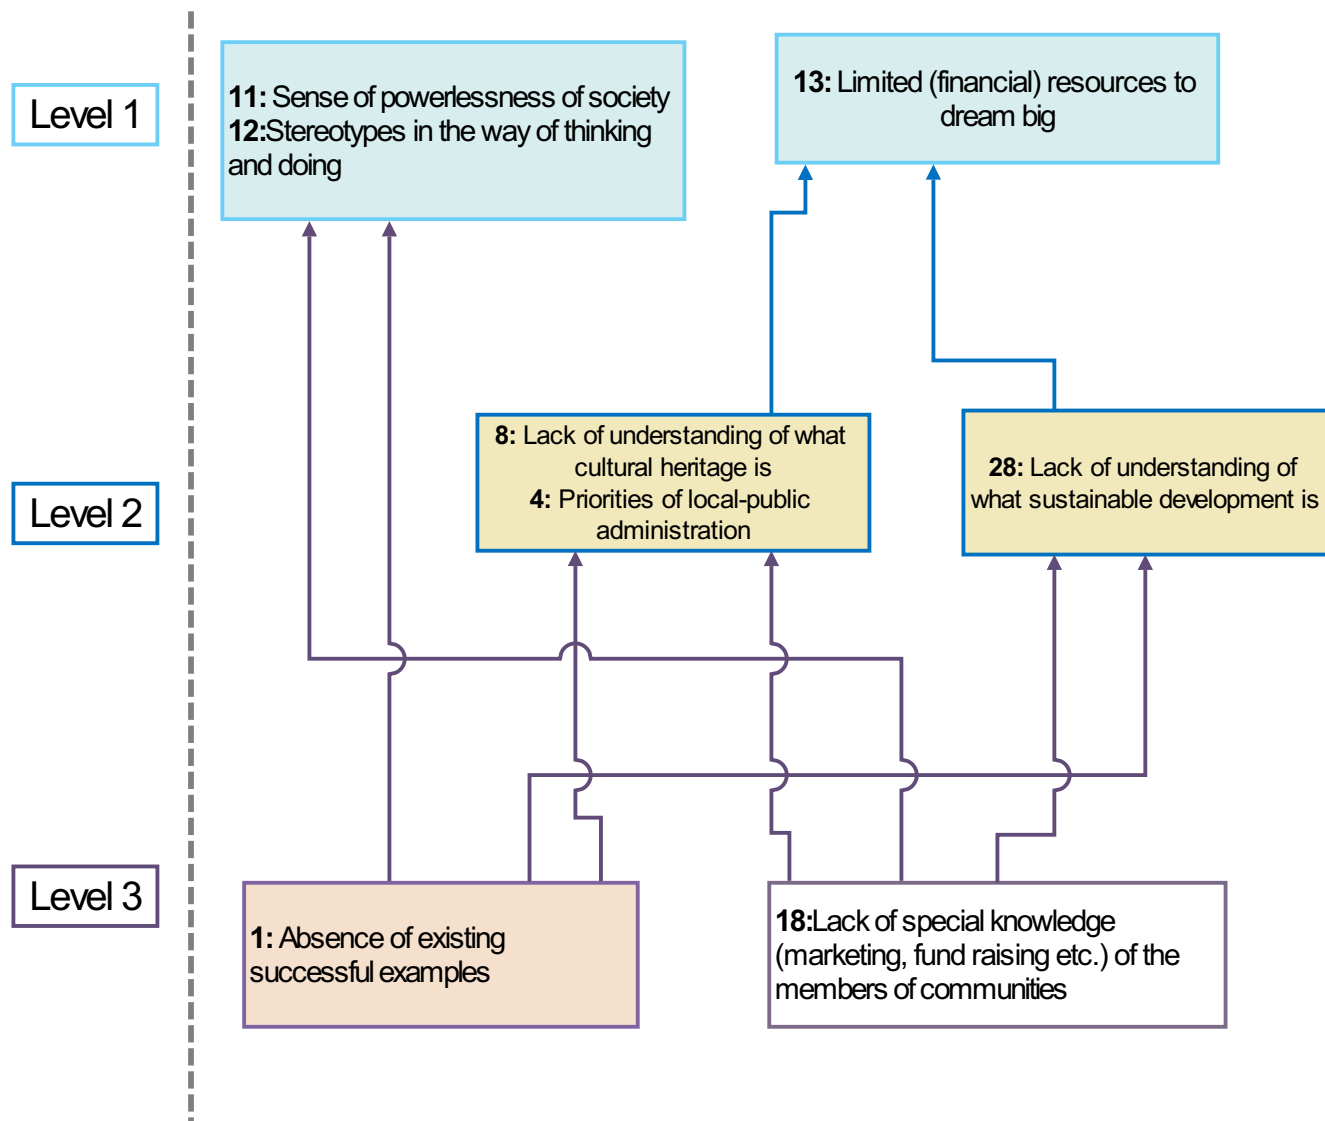 Level 1
11: Sense of powerlessness of society
12:Stereotypes in the way of thinking
and doing
13: Limited (financial) resources to
dream big
Level 2
8: Lack of understanding of what
cultural heritage is
4: Priorities of local-public
administration
28: Lack of understanding of
what sustainable development is
Level 3
1: Absence of existing
successful examples
18:Lack of special knowledge
(marketing, fund raising etc.) of the
members of communities